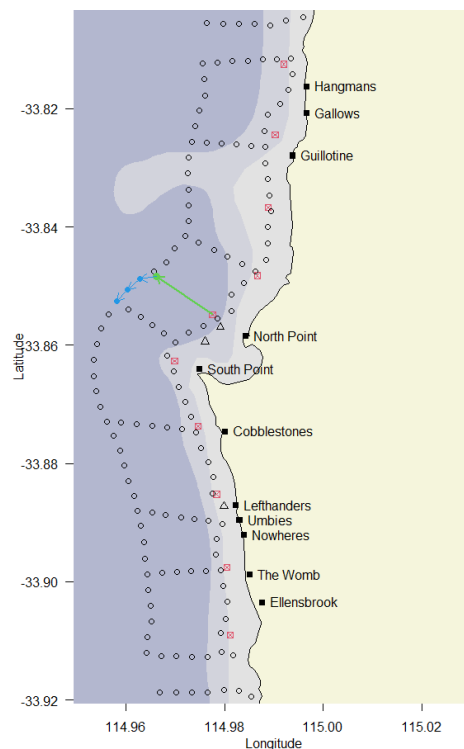 -33.82
-33.84
-33.86
-33.88
-33.90
-33.92
Latitude
Hangmans
Gallows
Guillotine
North Point
South Point
Cobblestones
Lefthanders
Umbies
Nowheres
The Womb
Ellensbrook
114.96
114.98
115.00
115.02
Longitude